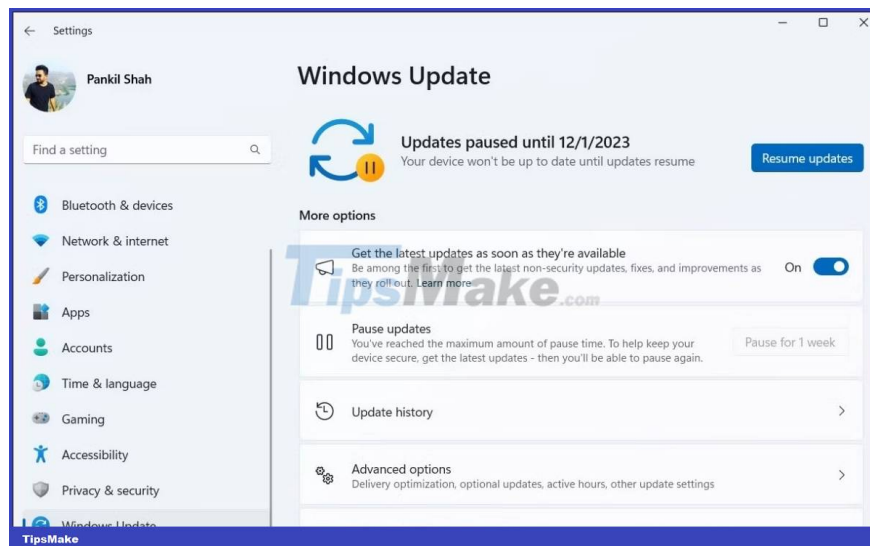 Settings
Pankil Shah
Find a setting
Bluetooth & devices
Network & internet
Personalization
Apps
Accounts
Time & language
Gaming
Accessibility
Privacy & security
Windows Update
Windows Update
Updates paused until 12/1/2023
Your device won't be up to date until updates resume
Resume updates
More options
Get the latest updates as soon as they're available
Be among the first to get the latest non-security updates, fixes, and improvements as
they roll out. Learn more
On
Pause updates
You've reached the maximum amount of pause time. To help keep your
device secure, get the latest updates - then you'll be able to pause again.
Pause for 1 week
Update history
Advanced options
Delivery optimization, optional updates, active hours, other update settings
TipsMake.com
TipsMake